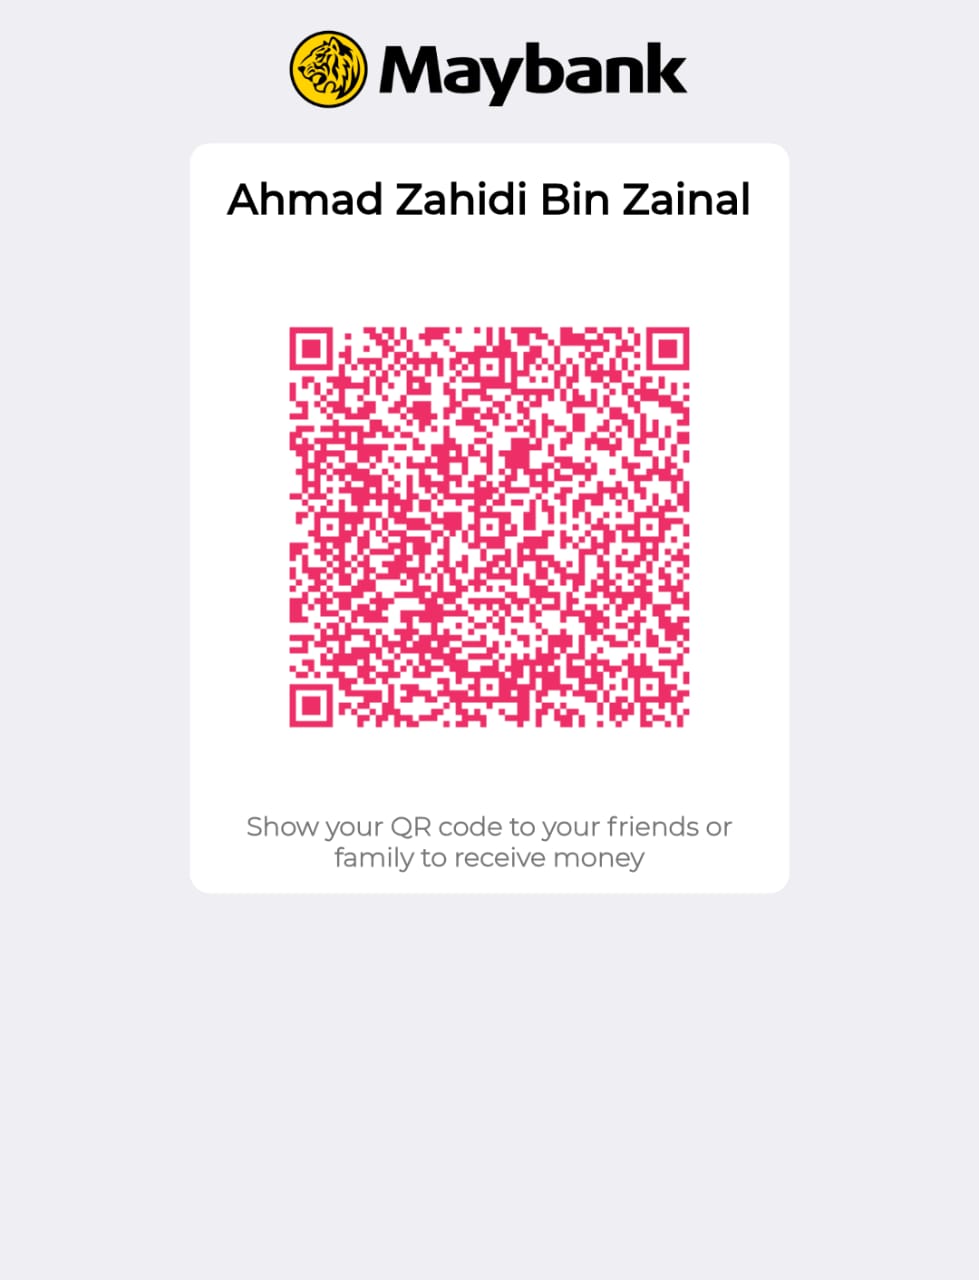 Maybank
Ahmad Zahidi Bin Zainal
Show your QR code to your friends or
family to receive money